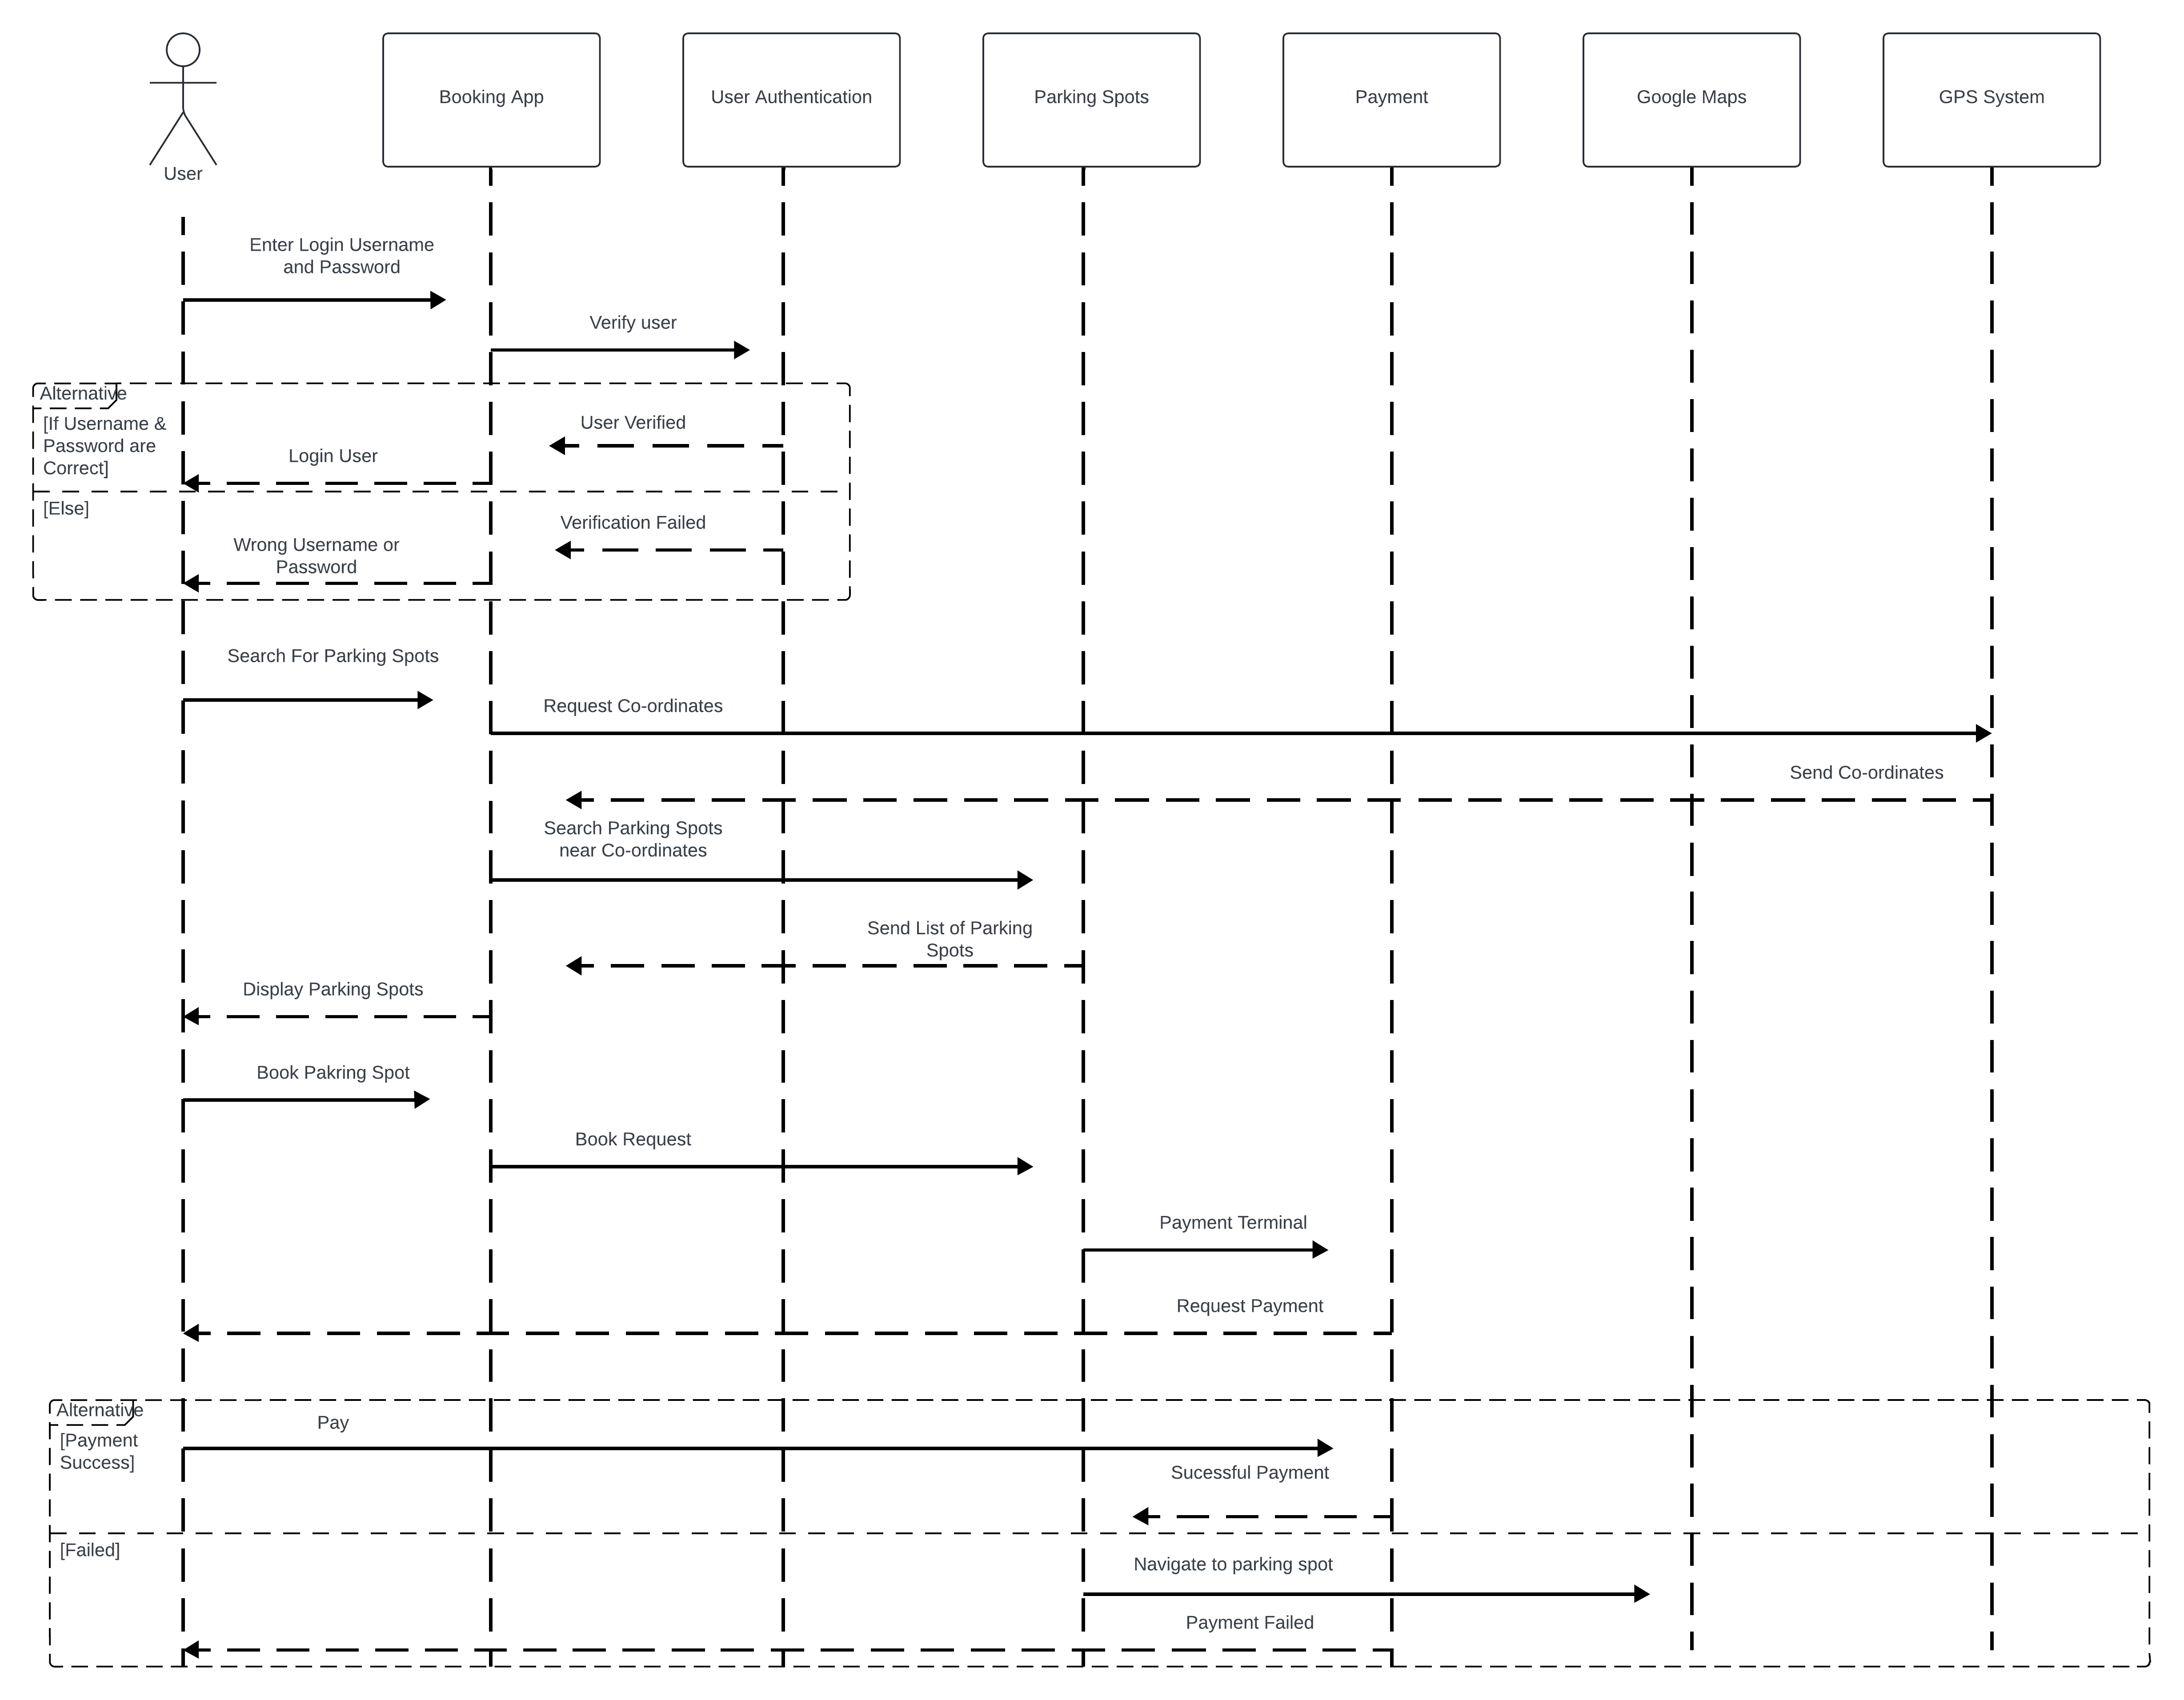 User
Booking App
User Authentication
Parking Spots
Payment
Google Maps
GPS System
Enter Login Username
and Password
Verify user
Alternative
[If Username &
Password are
Correct]
User Verified
Login User
[Else]
Verification Failed
Wrong Username or
Password
Search For Parking Spots
Request Co-ordinates
Send Co-ordinates
Search Parking Spots
near Co-ordinates
Send List of Parking
Spots
Display Parking Spots
Book Pakring Spot
Book Request
Payment Terminal
Request Payment
Alternative
[Payment
Success]
Pay
Sucessful Payment
[Failed]
Navigate to parking spot
Payment Failed